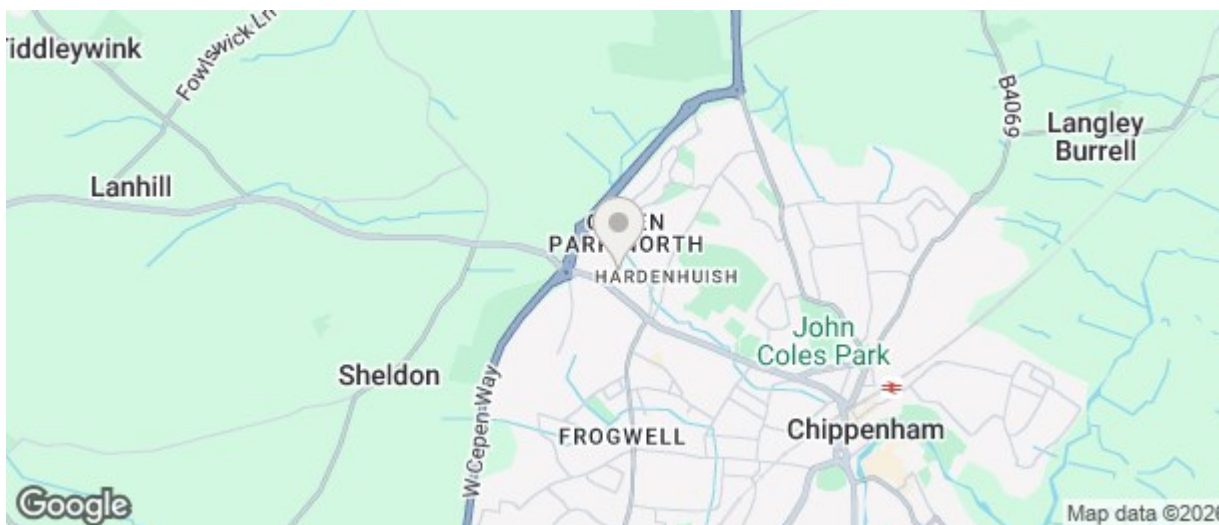 iddleywink
Fowlswick Ln
B4069
Langley
Burrell
Lanhill
PARK NORTH
HARDENHUISH
John
Coles Park
Sheldon
W Cepen Way
FROGWELL
Chippenham
Google
Map data ©2026